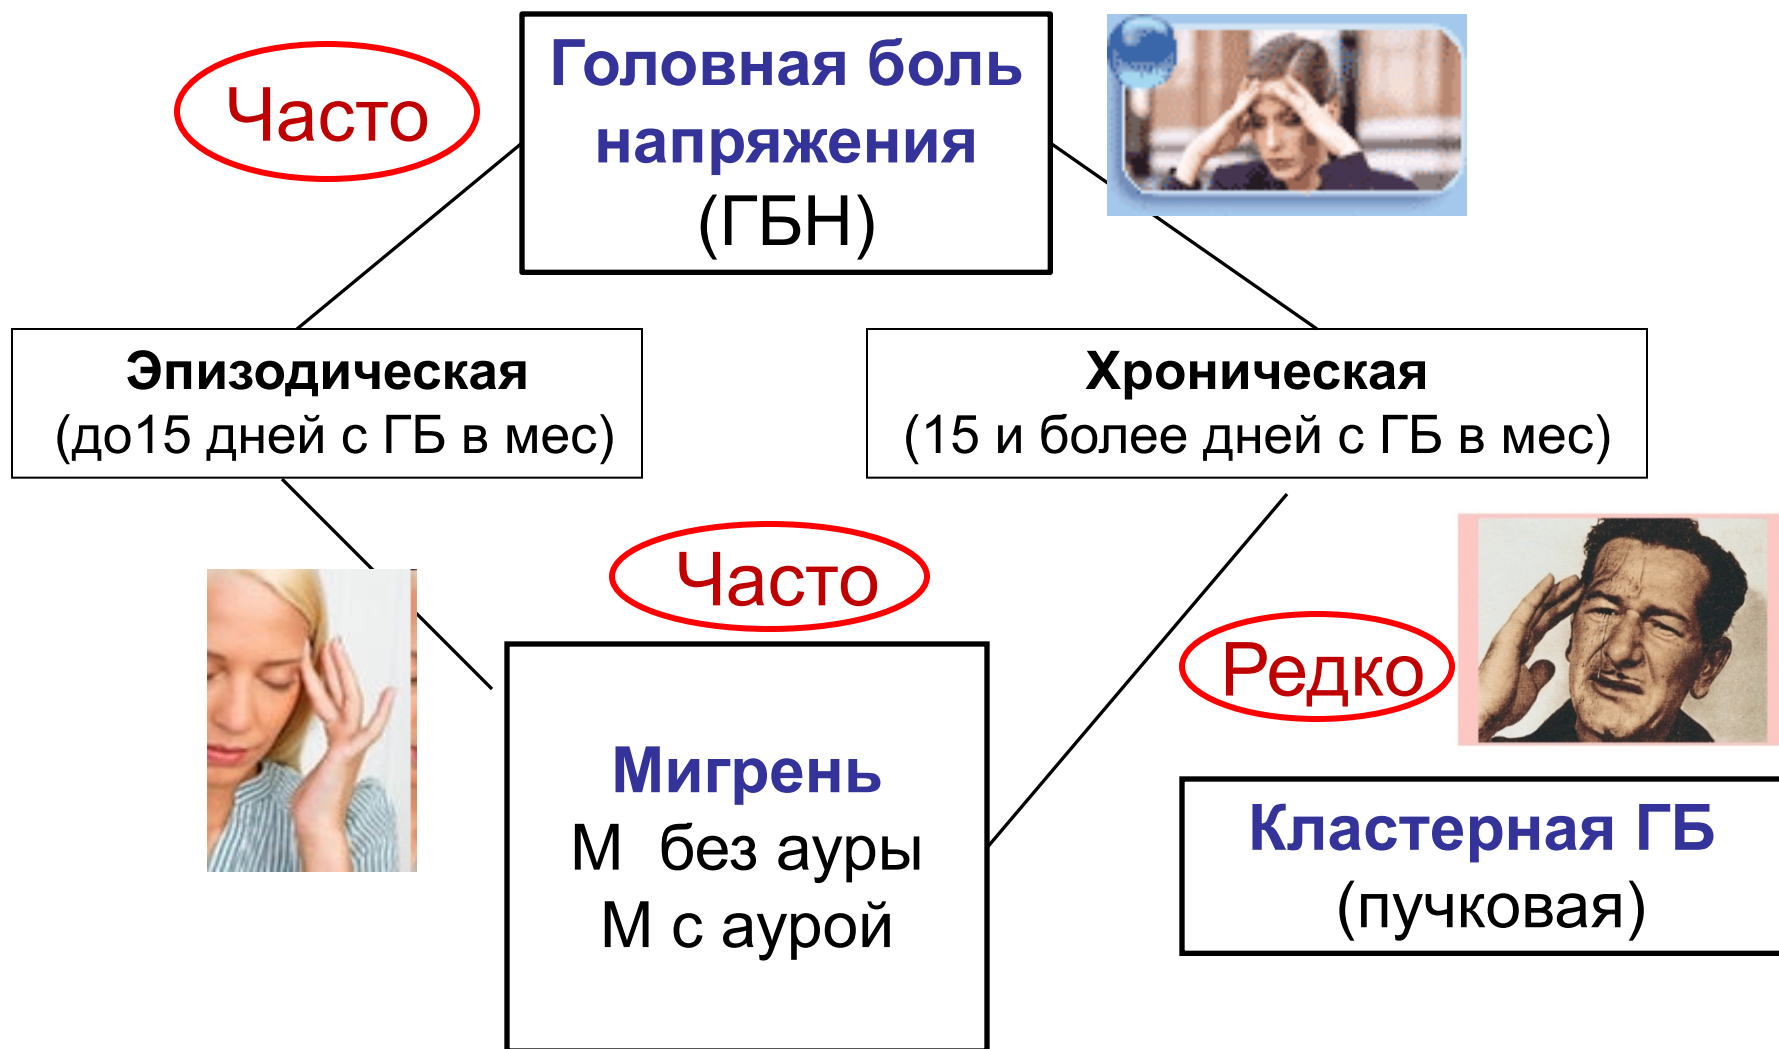 Часто
Головная боль
напряжения
(ГБН)
Эпизодическая
(до15 дней с ГБ в мес)
Хроническая
(15 и более дней с ГБ в мес)
Часто
Мигрень
М без ауры
М с аурой
Редко
Кластерная ГБ
(пучковая)